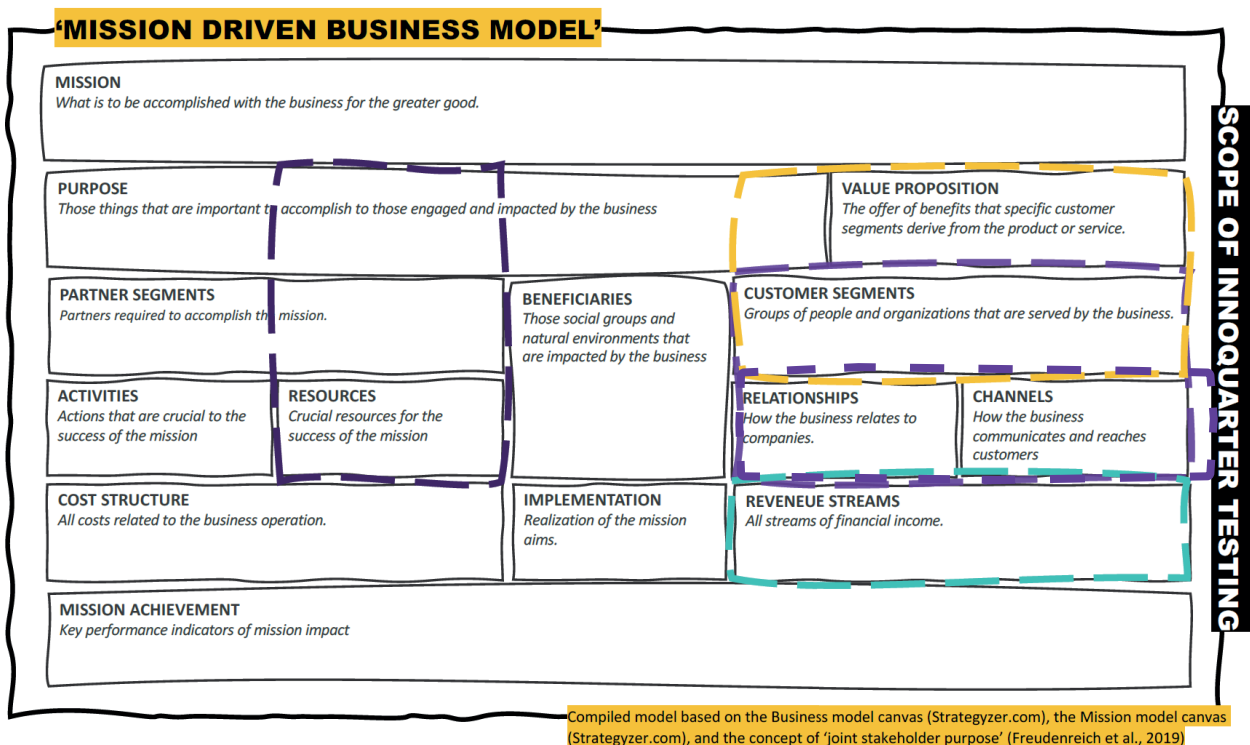 ‘MISSION DRIVEN BUSINESS MODEL’
MISSION
What is to be accomplished with the business for the greater good.
PURPOSE
Those things that are important to accomplish to those engaged and impacted by the business
VALUE PROPOSITION
The offer of benefits that specific customer
segments derive from the product or service.
PARTNER SEGMENTS
Partners required to accomplish the mission.
BENEFICIARIES
Those social groups and
natural environments that
are impacted by the business
CUSTOMER SEGMENTS
Groups of people and organizations that are served by the business.
ACTIVITIES
Actions that are crucial to the
success of the mission
RESOURCES
Crucial resources for the
success of the mission
RELATIONSHIPS
How the business relates to
companies.
CHANNELS
How the business
communicates and reaches
customers
COST STRUCTURE
All costs related to the business operation.
IMPLEMENTATION
Realization of the mission
aims.
REVENEUE STREAMS
All streams of financial income.
MISSION ACHIEVEMENT
Key performance indicators of mission impact
SCOPE OF INNOQUARTER TESTING
Compiled model based on the Business model canvas (Strategyzer.com), the Mission model canvas
(Strategyzer.com), and the concept of ‘joint stakeholder purpose’ (Freudenreich et al., 2019)